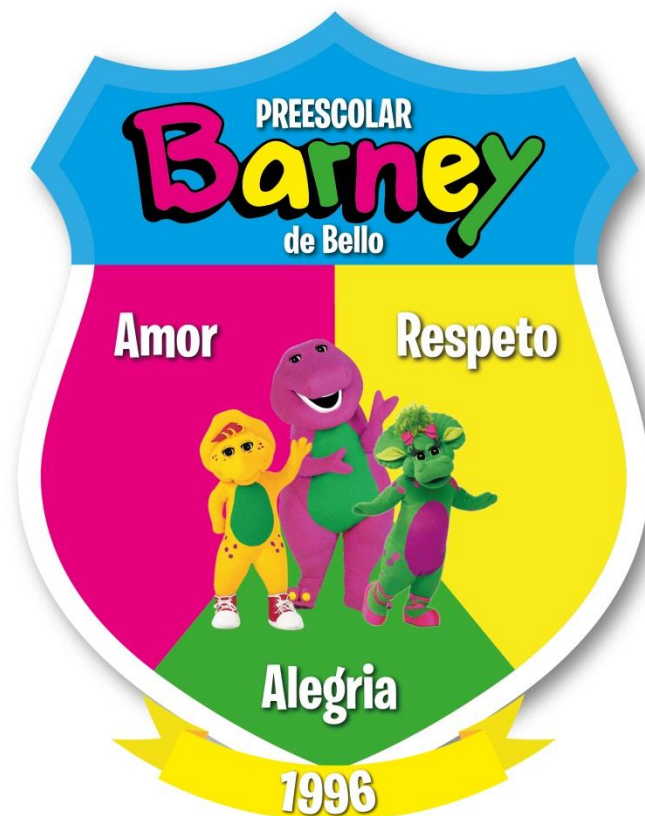 PREESCOLAR
Barney
de Bello
Amor
Respeto
Alegria
1996